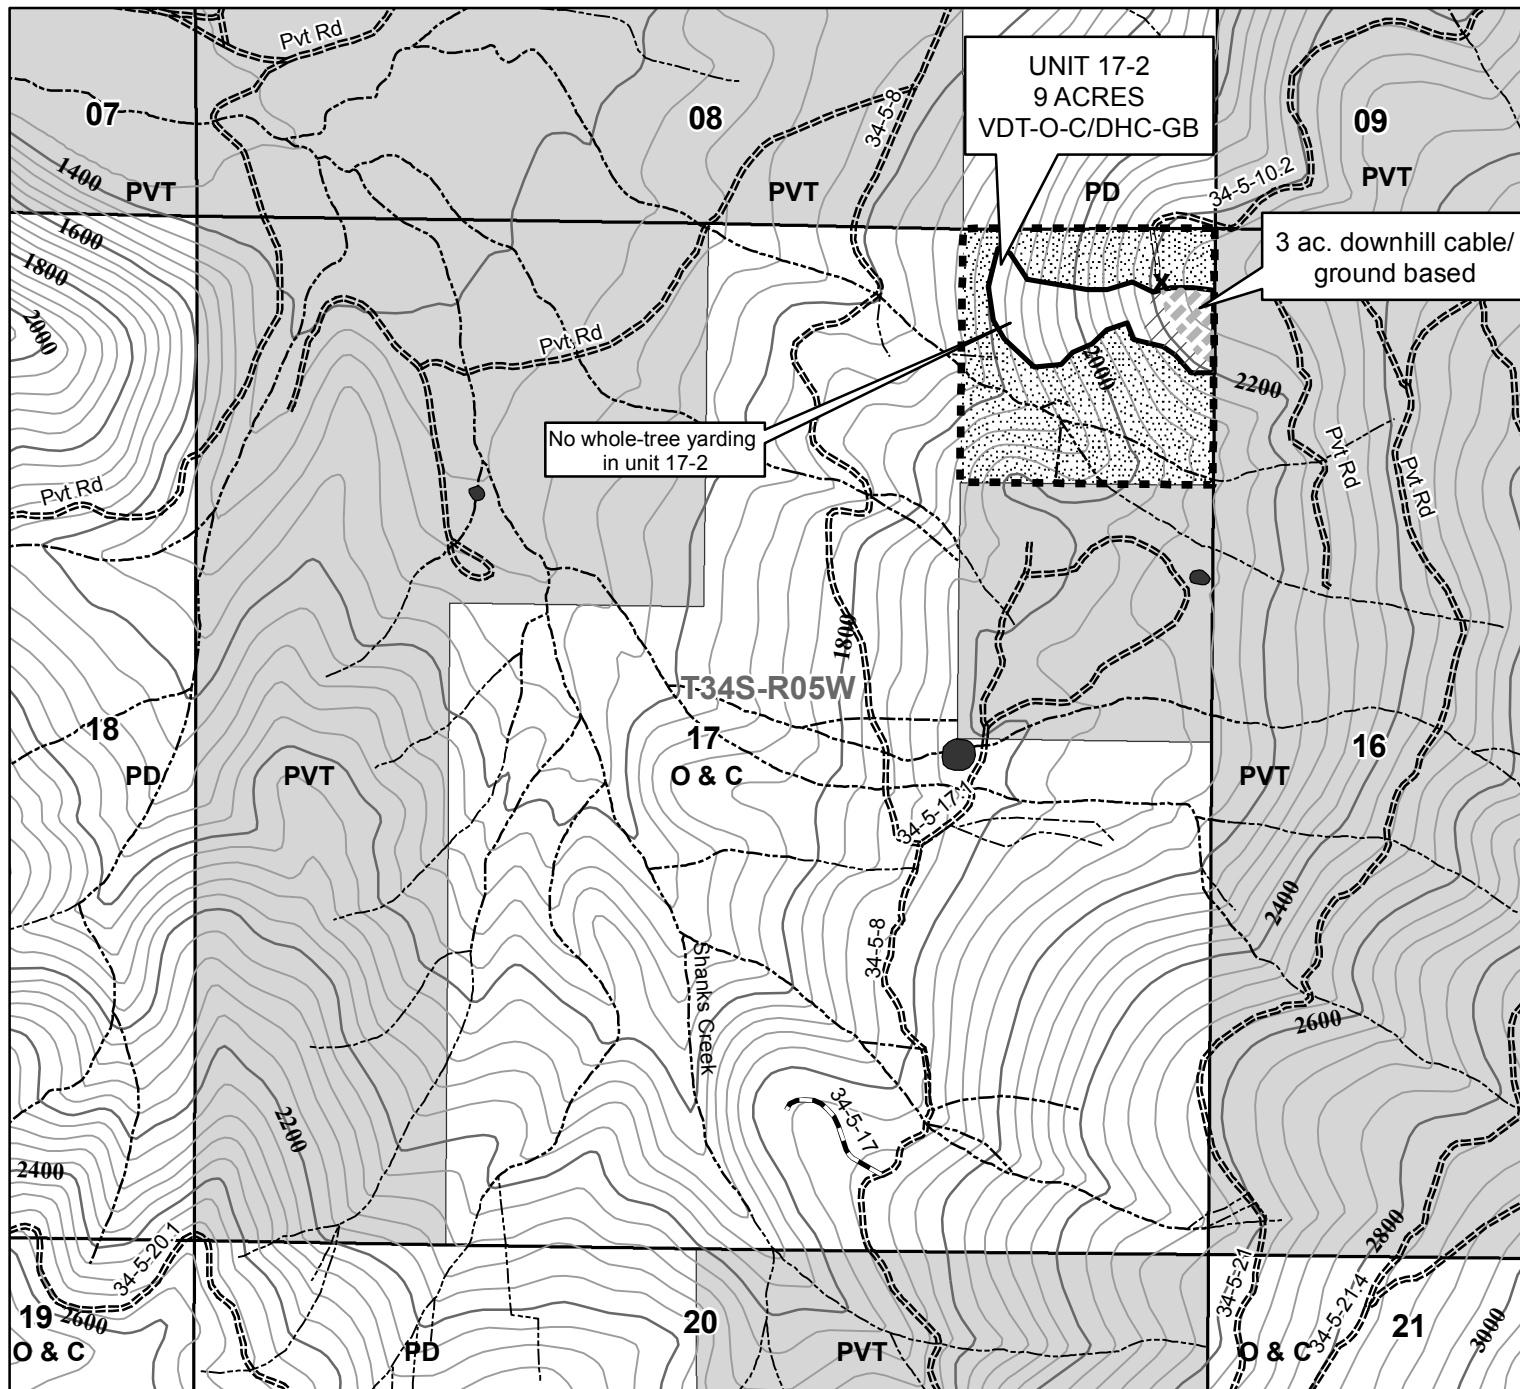 Pvt Rd
07
08
34-5-8
UNIT 17-2
9 ACRES
VDT-O-C/DHC-GB
09
1400
PVT
PVT
PD
34-5-10.2
PVT
1600
1800
2000
3 ac. downhill cable/
ground based
X
Pvt Rd
2000
2200
No whole-tree yarding
in unit 17-2
Pvt Rd
Pvt Rd
Pvt Rd
1800
T34S-R05W
18
17
16
PD
PVT
O & C
PVT
34-5-17.1
2400
34-5-8
Shanks Creek
2600
34-5-17
2200
2400
2800
34-5-20.1
34-5-21
34-5-21.4
19
2600
20
21
3000
O & C
PD
PVT
O & C